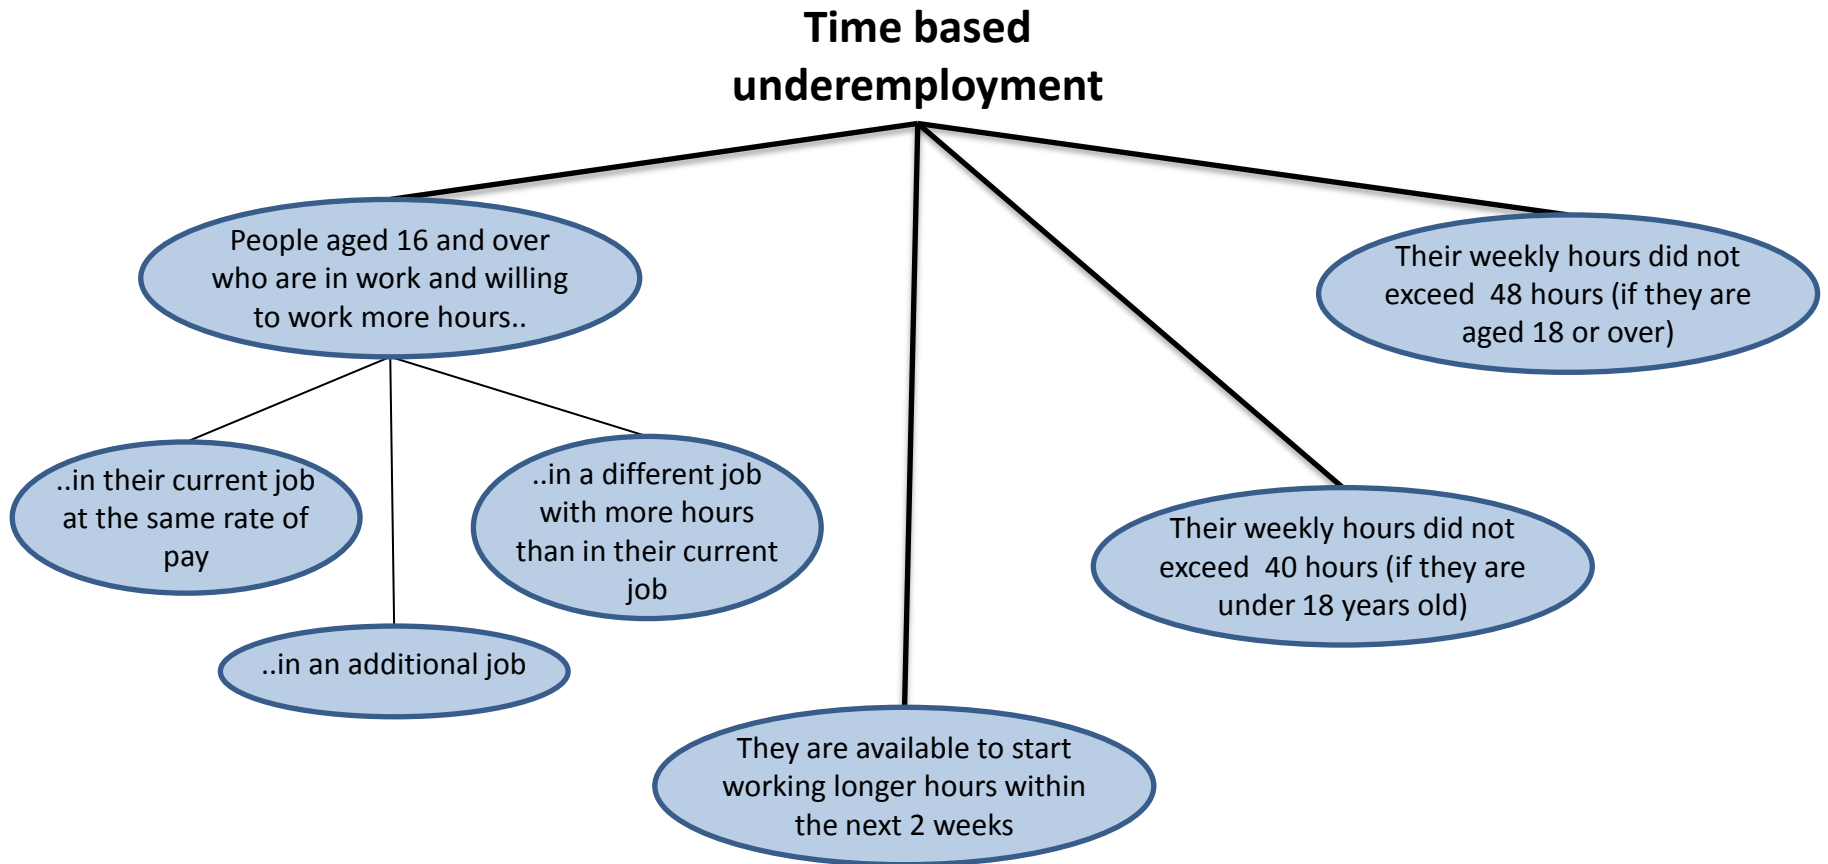 Time based
underemployment
People aged 16 and over
who are in work and willing
to work more hours..
Their weekly hours did not
exceed  48 hours (if they are
aged 18 or over)
..in their current job
at the same rate of
pay
..in a different job
with more hours
than in their current
job
Their weekly hours did not
exceed  40 hours (if they are
under 18 years old)
..in an additional job
They are available to start
working longer hours within
the next 2 weeks